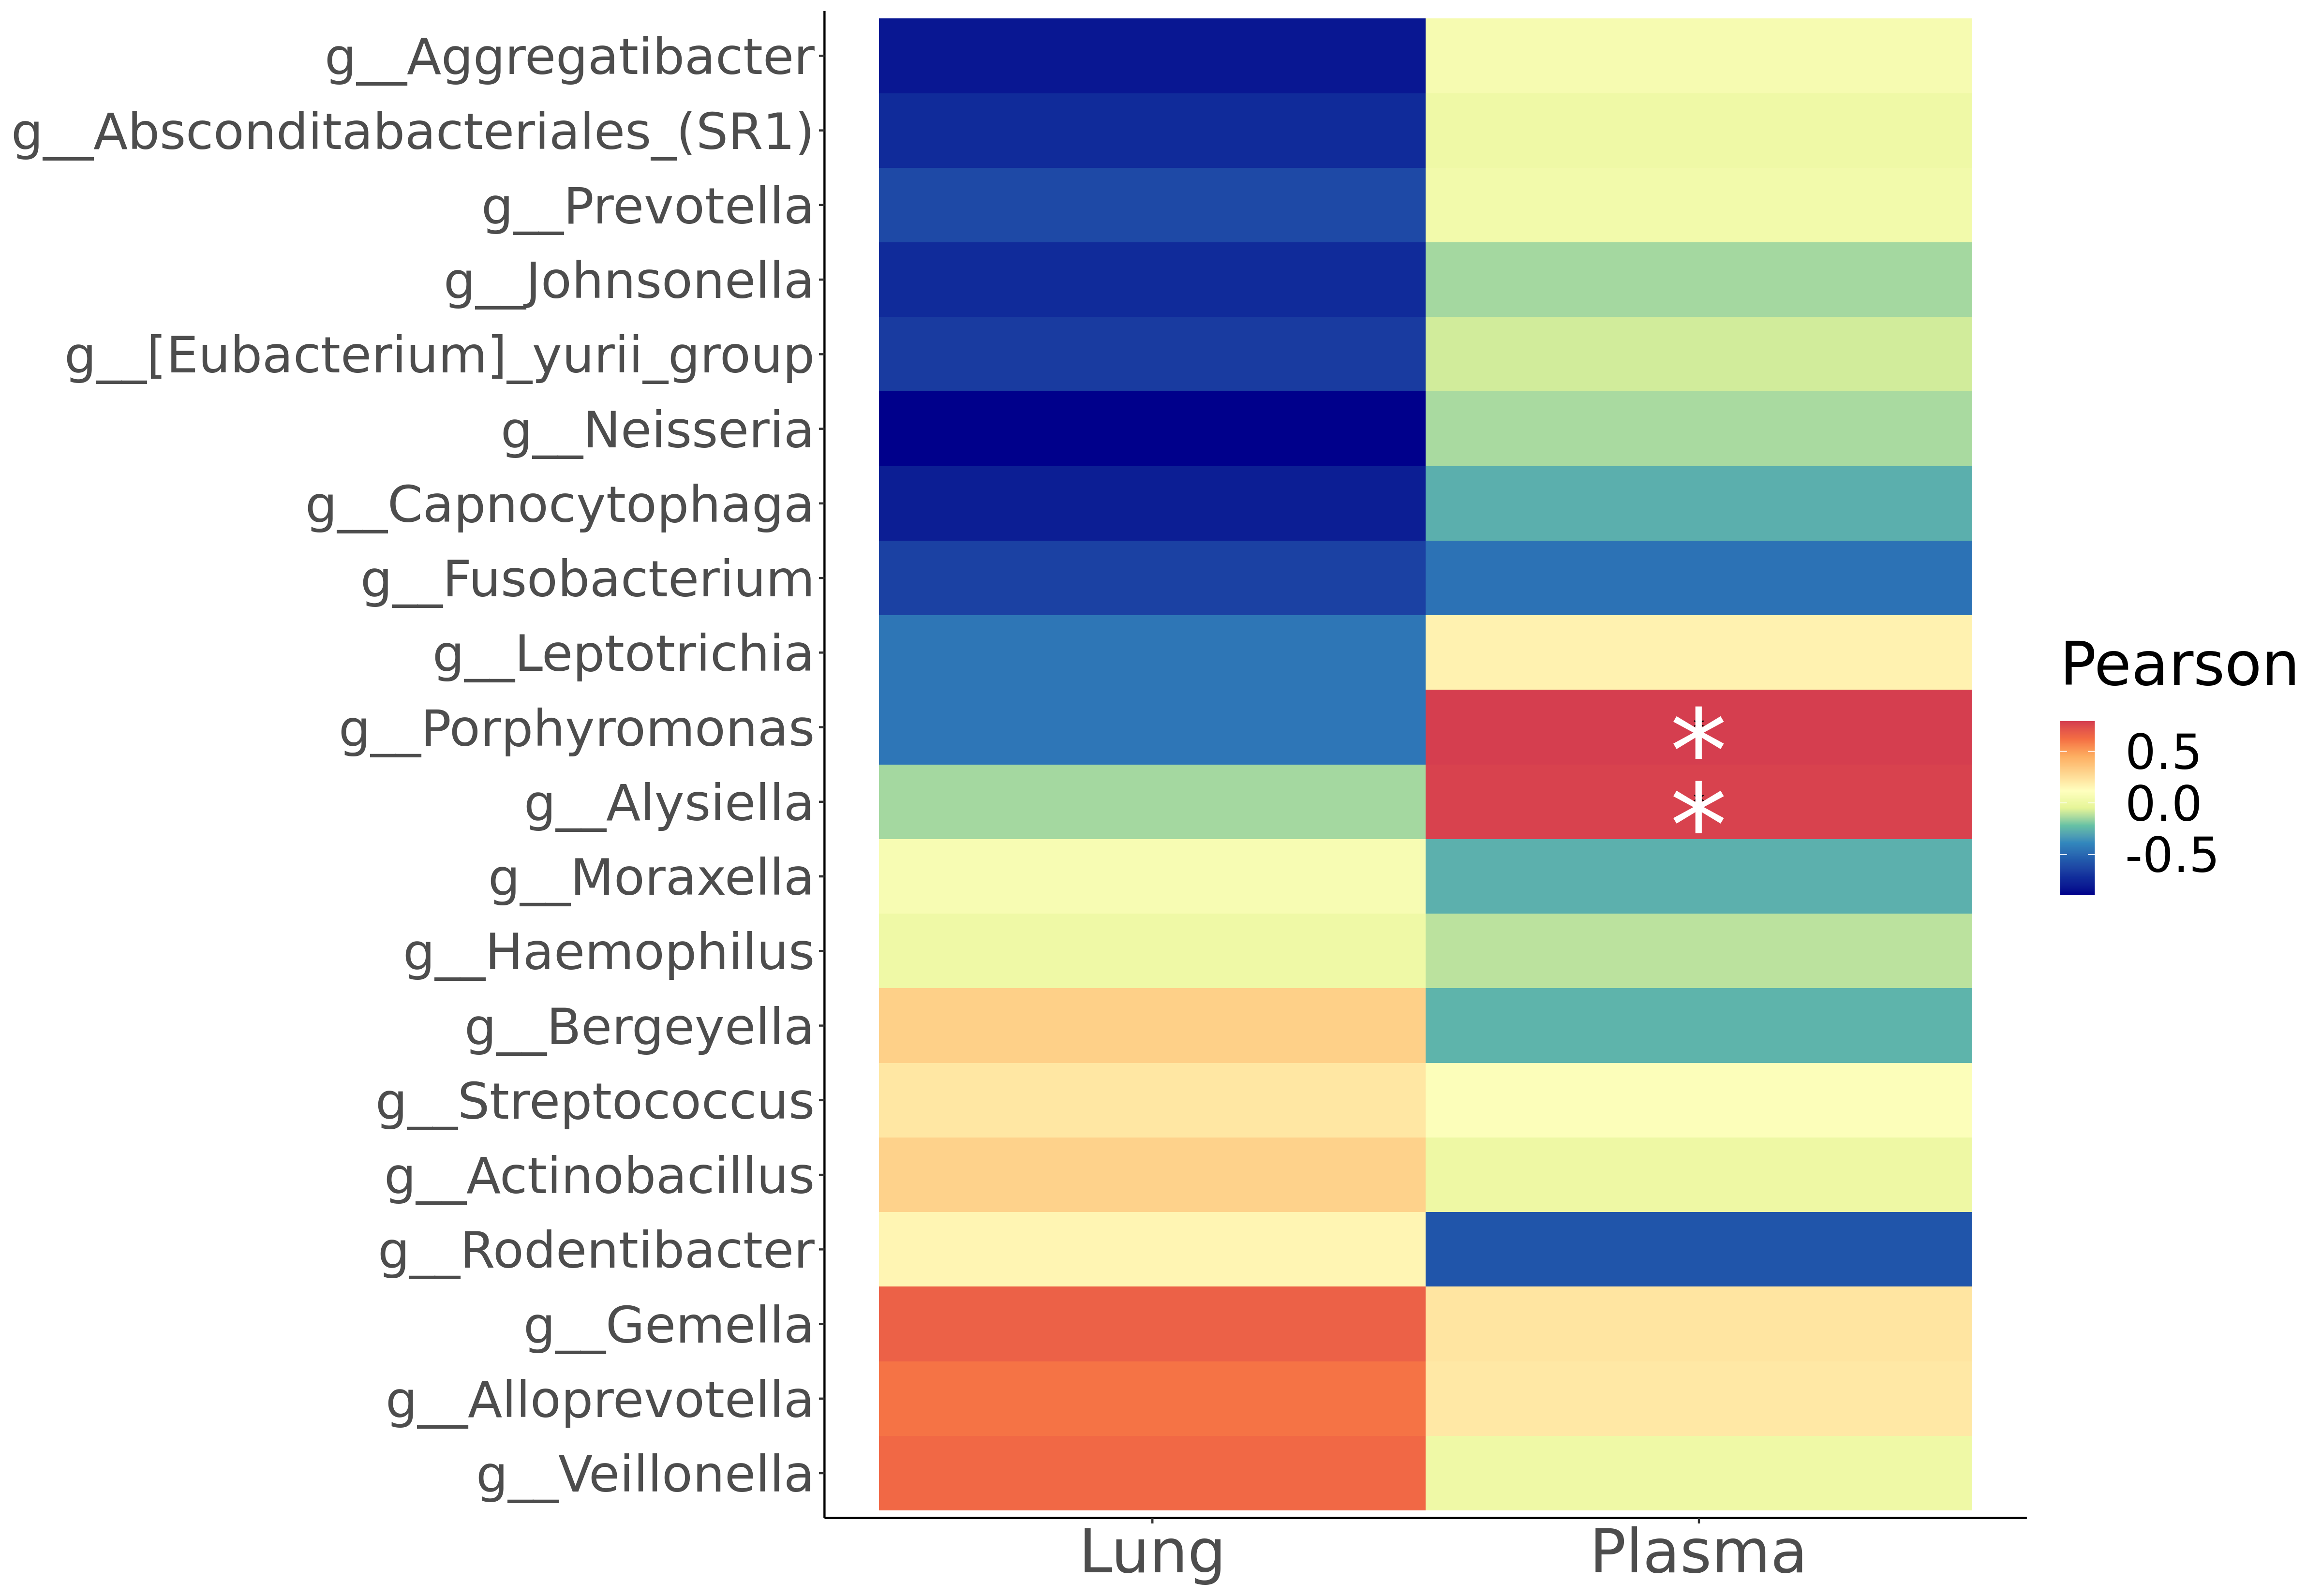 g__Aggregatibacter
g__Absconditabacteriales_(SR1)
g__Prevotella
g__Johnsonella
g__[Eubacterium]_yurii_group
g__Neisseria
g__Capnocytophaga
g__Fusobacterium
g__Leptotrichia
g__Porphyromonas
*
g__Alysiella
*
g__Moraxella
g__Haemophilus
g__Bergeyella
g__Streptococcus
g__Actinobacillus
g__Rodentibacter
g__Gemella
g__Alloprevotella
g__Veillonella
Lung Plasma
Pearson
0.5
0.0
-0.5